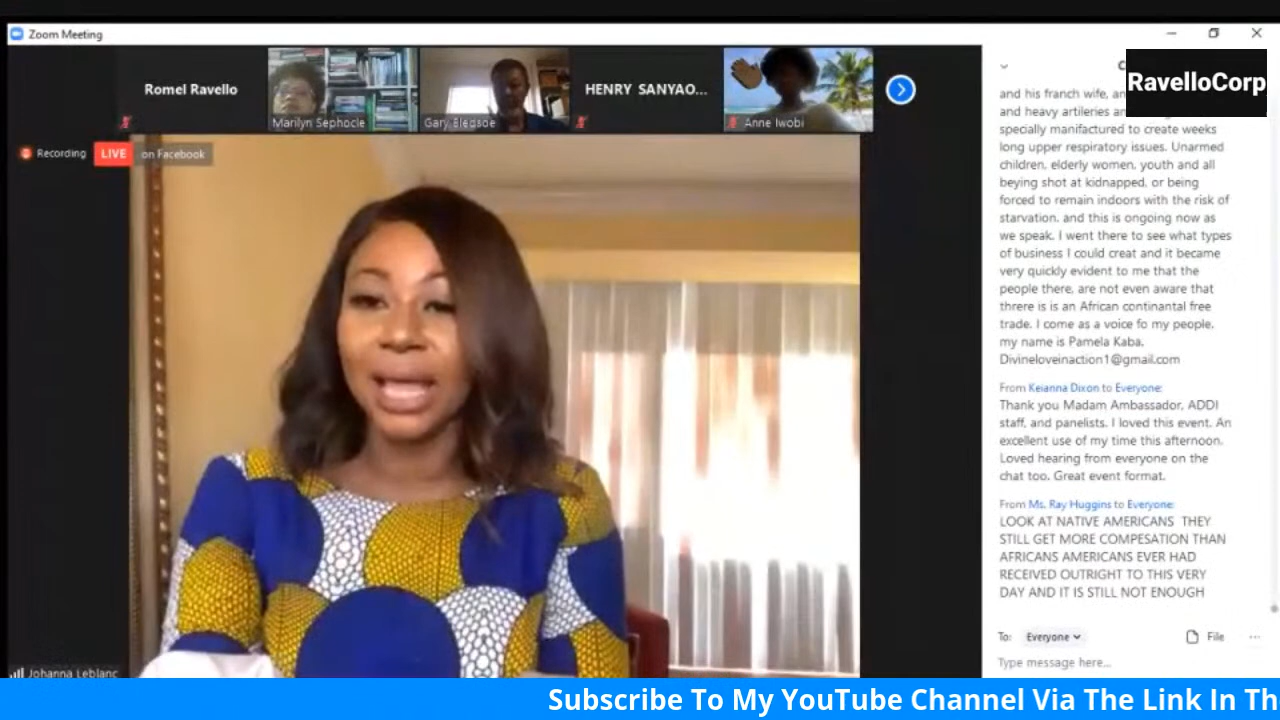 Zoom Meeting
Romel Ravello
Marilyn Sephocle
Gary Bledsoe
HENRY SANYAO...
Anne Iwobi
Recording
LIVE
on Facebook
RavelloCorp
and his franch wife,
and heavy artileries
specially manifactured to create weeks
long upper respiratory issues. Unarmed
children, elderly women, youth and all
beying shot at kidnapped, or being
forced to remain indoors with the risk of
starvation. and this is ongoing now as
we speak. I went there to see what types
of business I could creat and it became
very quickly evident to me that the
people there, are not even aware that
threre is is an African continantal free
trade. I come as a voice fo my people.
my name is Pamela Kaba.
Divineloveinaction1@gmail.com
From Keianna Dixon to Everyone:
Thank you Madam Ambassador, ADDI
staff, and panelists. I loved this event. An
excellent use of my time this afternoon.
Loved hearing from everyone on the
chat too. Great event format.
From Ms. Ray Huggins to Everyone:
LOOK AT NATIVE AMERICANS THEY
STILL GET MORE COMPESATION THAN
AFRICANS AMERICANS EVER HAD
RECEIVED OUTRIGHT TO THIS VERY
DAY AND IT IS STILL NOT ENOUGH
To: Everyone
File
...
Type message here...
Johanna Leblanc
Subscribe To My YouTube Channel Via The Link In Th